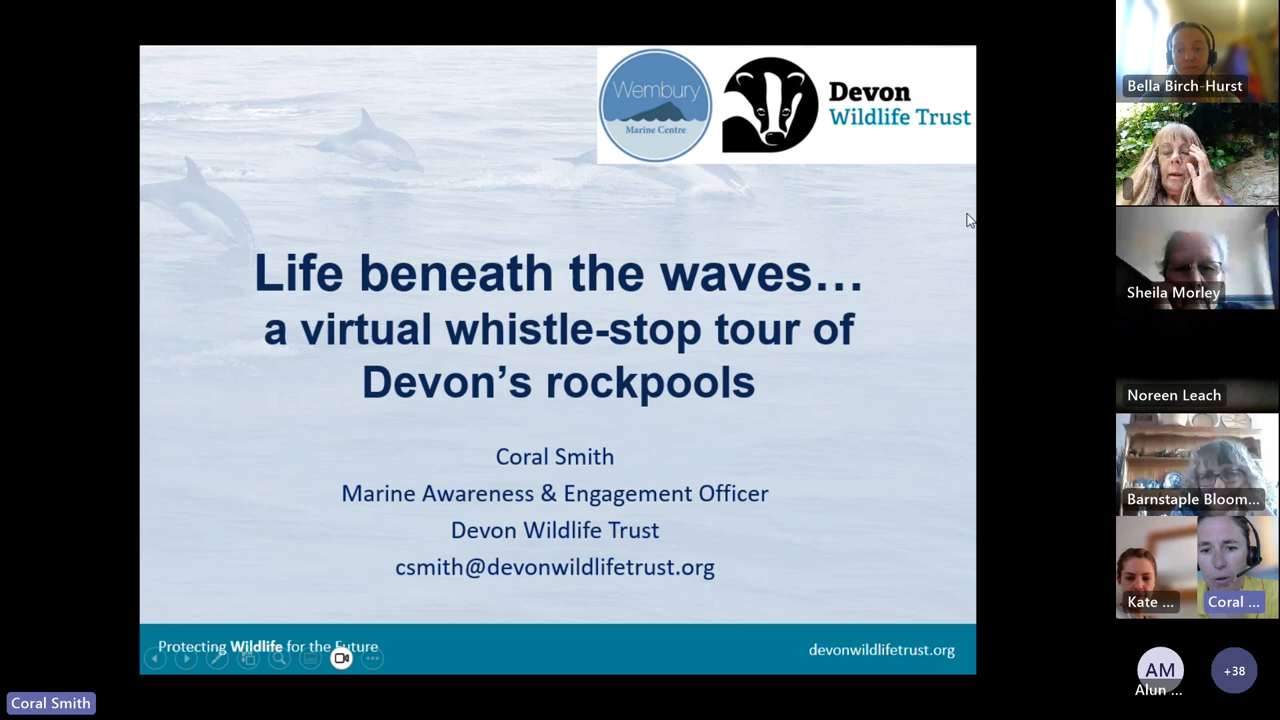 Wembury
Marine Centre
Devon
Wildlife Trust
Life beneath the waves…
a virtual whistle-stop tour of
Devon’s rockpools
Coral Smith
Marine Awareness & Engagement Officer
Devon Wildlife Trust
csmith@devonwildlifetrust.org
Protecting Wildlife for the Future
devonwildlifetrust.org
Bella Birch-Hurst
Sheila Morley
Noreen Leach
Barnstaple Bloom...
Kate ...
Coral ...
AM
Alun ...
+38
Coral Smith